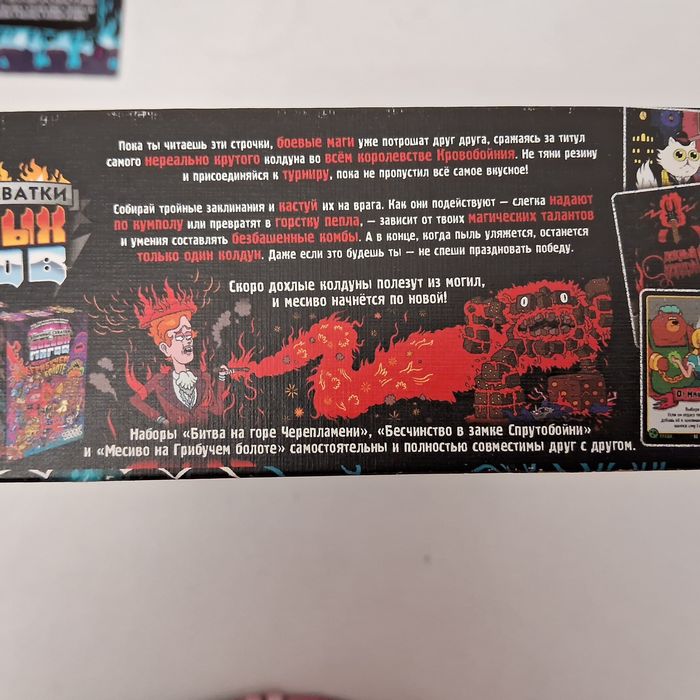 Пока ты читаешь эти строчки, боевые маги уже потрошат друг друга, сражаясь за титул
самого нереально крутого колдуна во всём королевстве Кровобойния. Не тяни резину
и присоединяйся к турниру, пока не пропустил всё самое вкусное!
Собирай тройные заклинания и кастуй их на врага. Как они подействуют — слегка надают
по кумполу или превратят в горстку пепла, — зависит от твоих магических талантов
и умения составлять безбашенные комбы. А в конце, когда пыль уляжется, останется
только один колдун. Даже если это будешь ты — не спеши праздновать победу.
Скоро дохлые колдуны полезут из могил,
и месиво начнётся по новой!
Наборы «Битва на горе Черепламени», «Бесчинство в замке Спрутобойни»
и «Месиво на Грибучем болоте» самостоятельны и полностью совместимы друг с другом.